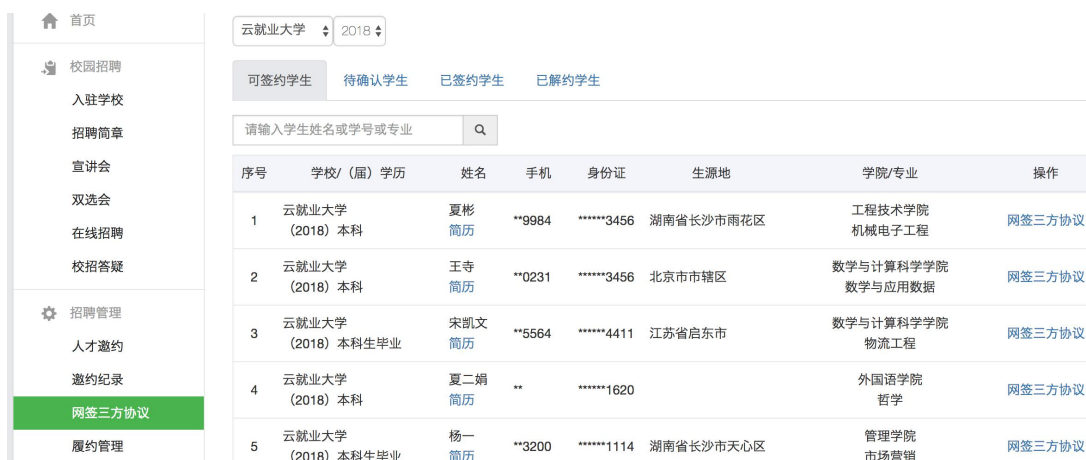 首页
校园招聘
入驻学校
招聘简章
宣讲会
双选会
在线招聘
校招答疑
招聘管理
人才邀约
邀约纪录
网签三方协议
履约管理
云就业大学 2018
可签约学生 待确认学生 已签约学生 已解约学生
请输入学生姓名或学号或专业
序号 学校/（届）学历 姓名 手机 身份证 生源地 学院/专业 操作
1 云就业大学 夏彬 **9984 ******3456 湖南省长沙市雨花区 工程技术学院 网签三方协议
（2018）本科 简历 机械电子工程
2 云就业大学 王寺 **0231 ******3456 北京市市辖区 数学与计算科学学院 网签三方协议
（2018）本科 简历 数学与应用数据
3 云就业大学 宋凯文 **5564 ******4411 江苏省启东市 数学与计算科学学院 网签三方协议
（2018）本科生毕业 简历 物流工程
4 云就业大学 夏二娟 ** ******1620 外国语学院 网签三方协议
（2018）本科 简历 哲学
5 云就业大学 杨一 **3200 ******1114 湖南省长沙市天心区 管理学院 网签三方协议
（2018）本科生毕业 简历 市场营销